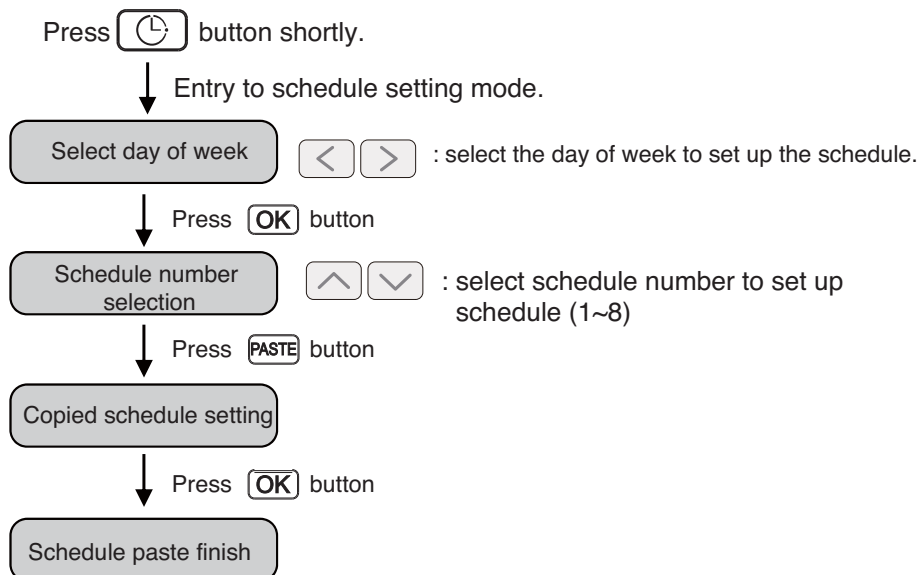 Press button shortly.
Entry to schedule setting mode.
Select day of week
: select the day of week to set up the schedule.
Press OK button
Schedule number
selection
: select schedule number to set up
schedule (1~8)
Press PASTE button
Copied schedule setting
Press OK button
Schedule paste finish